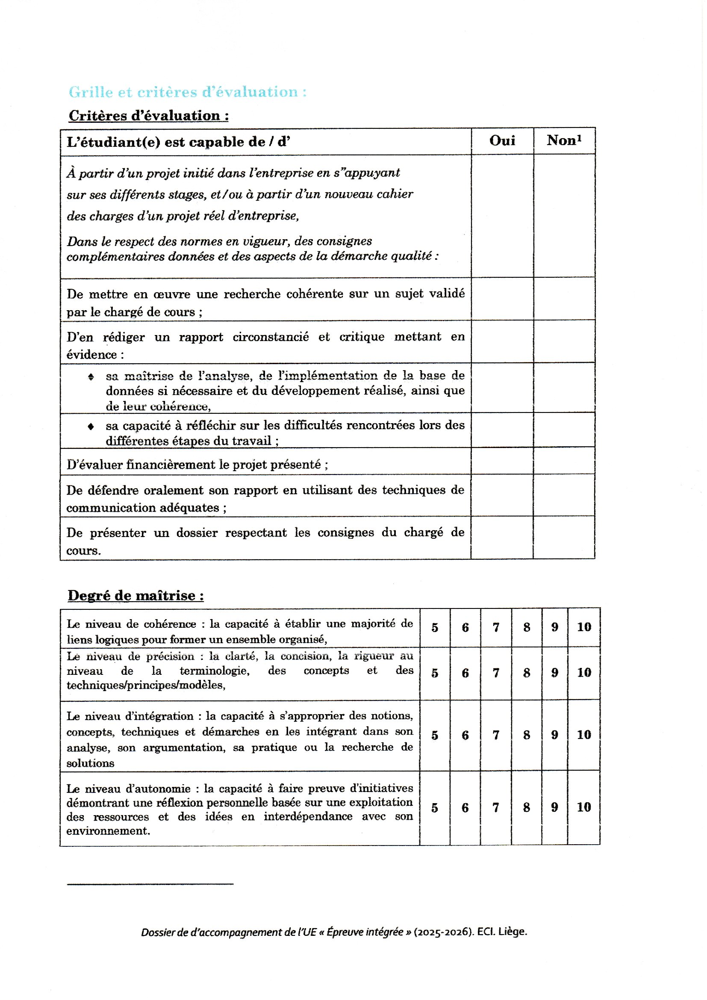 Grille et critères d'évaluation :
Critères d'évaluation :
L'étudiant(e) est capable de / d'
Oui
Non¹
À partir d'un projet initié dans l'entreprise en s''appuyant
sur ses différents stages, et/ou à partir d'un nouveau cahier
des charges d'un projet réel d'entreprise,
Dans le respect des normes en vigueur, des consignes
complémentaires données et des aspects de la démarche qualité :
De mettre en œuvre une recherche cohérente sur un sujet validé
par le chargé de cours ;
D'en rédiger un rapport circonstancié et critique mettant en
évidence :
♦ sa maîtrise de l'analyse, de l'implémentation de la base de
données si nécessaire et du développement réalisé, ainsi que
de leur cohérence,
♦ sa capacité à réfléchir sur les difficultés rencontrées lors des
différentes étapes du travail ;
D'évaluer financièrement le projet présenté ;
De défendre oralement son rapport en utilisant des techniques de
communication adéquates ;
De présenter un dossier respectant les consignes du chargé de
cours.
Degré de maîtrise :
Le niveau de cohérence : la capacité à établir une majorité de
liens logiques pour former un ensemble organisé,
5 6 7 8 9 10
Le niveau de précision : la clarté, la concision, la rigueur au
niveau de la terminologie, des concepts et des
techniques/principes/modèles,
5 6 7 8 9 10
Le niveau d'intégration : la capacité à s'approprier des notions,
concepts, techniques et démarches en les intégrant dans son
analyse, son argumentation, sa pratique ou la recherche de
solutions
5 6 7 8 9 10
Le niveau d'autonomie : la capacité à faire preuve d'initiatives
démontrant une réflexion personnelle basée sur une exploitation
des ressources et des idées en interdépendance avec son
environnement.
5 6 7 8 9 10
Dossier de d'accompagnement de l'UE « Épreuve intégrée » (2025-2026). ECI. Liège.